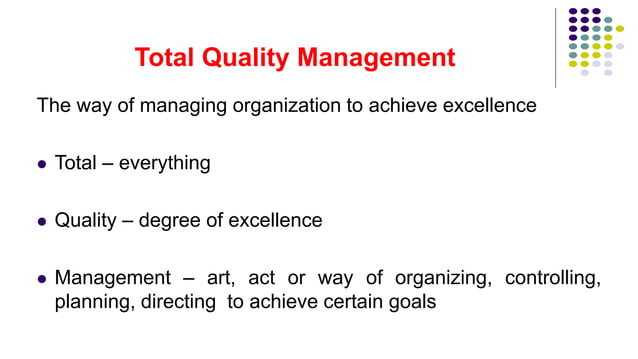 Total Quality Management
The way of managing organization to achieve excellence
Total – everything
Quality – degree of excellence
Management – art, act or way of organizing, controlling,
planning, directing to achieve certain goals